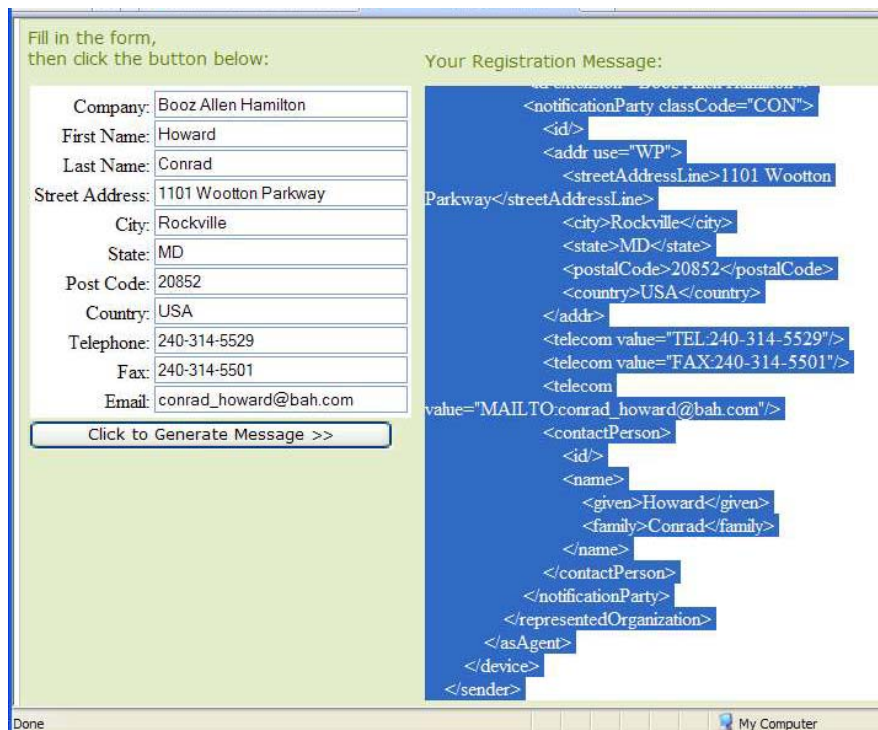 Fill in the form,
then click the button below:
Company: Booz Allen Hamilton
First Name: Howard
Last Name: Conrad
Street Address: 1101 Wootton Parkway
City: Rockville
State: MD
Post Code: 20852
Country: USA
Telephone: 240-314-5529
Fax: 240-314-5501
Email: conrad_howard@bah.com
Click to Generate Message >>
Your Registration Message:
<notificationParty classCode="CON">
<id/>
<addr use="WP">
<streetAddressLine>1101 Wootton
Parkway</streetAddressLine>
<city>Rockville</city>
<state>MD</state>
<postalCode>20852</postalCode>
<country>USA</country>
</addr>
<telecom value="TEL:240-314-5529"/>
<telecom value="FAX:240-314-5501"/>
<telecom
value="MAILTO:conrad_howard@bah.com"/>
<contactPerson>
<id/>
<name>
<given>Howard</given>
<family>Conrad</family>
</name>
</contactPerson>
</notificationParty>
</representedOrganization>
</asAgent>
</device>
</sender>
Done
My Computer